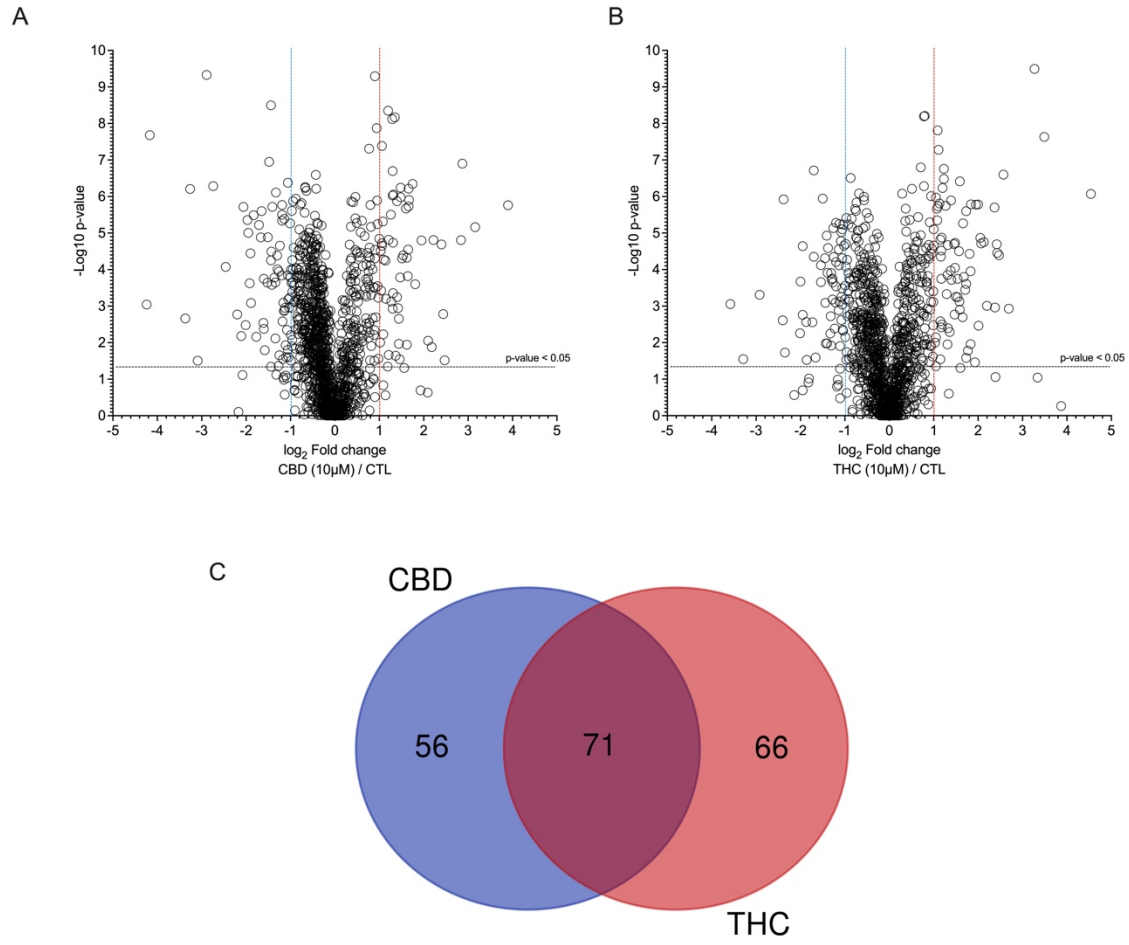 A
B
10
9
8
7
6
5
4
3
2
1
0
-Log10 p-value
p-value < 0.05
-5 -4 -3 -2 -1 0 1 2 3 4 5
log2 Fold change
CBD (10µM) / CTL
10
9
8
7
6
5
4
3
2
1
0
-Log10 p-value
p-value < 0.05
-5 -4 -3 -2 -1 0 1 2 3 4 5
log2 Fold change
THC (10µM) / CTL
C
CBD
56 71 66
THC